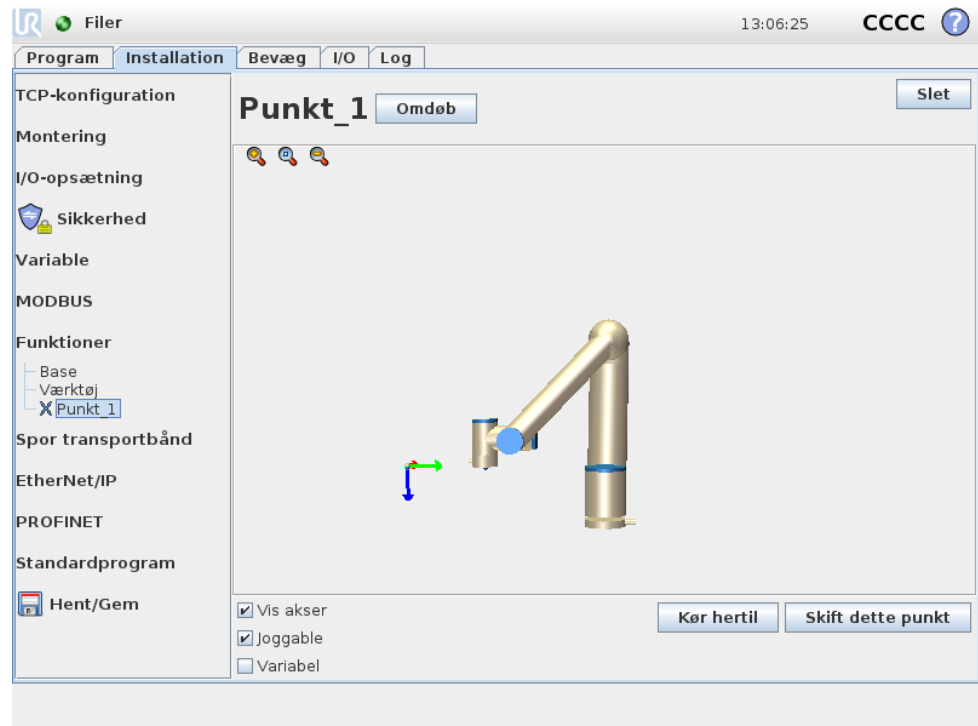 UR Filer 13:06:25 CCCC ?
Program Installation Bevæg I/O Log
TCP-konfiguration
Montering
I/O-opsætning
Sikkerhed
Variable
MODBUS
Funktioner
Base
Værktøj
Punkt_1
Spor transportbånd
EtherNet/IP
PROFINET
Standardprogram
Hent/Gem
Punkt_1 Omdøb Slet
Vis akser
Joggable
Variabel
Kør hertil Skift dette punkt